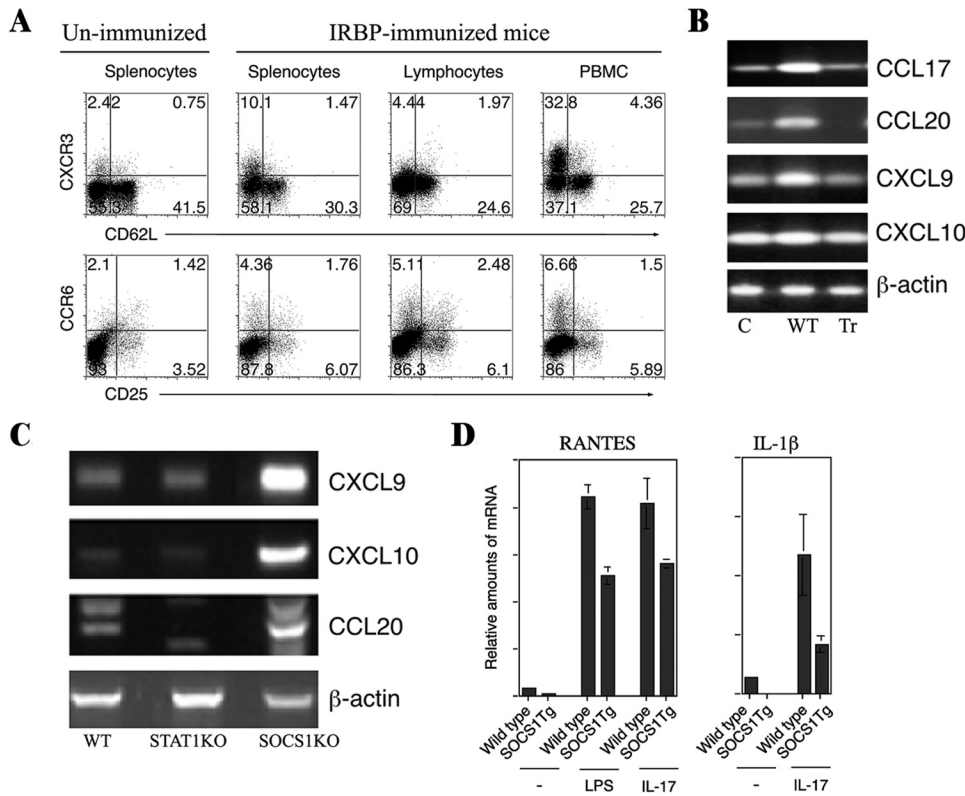 A
Un-immunized
IRBP-immunized mice
Splenocytes
Splenocytes
Lymphocytes
PBMC
CXCR3
2.42 0.75
10.1 1.47
4.44 1.97
32.8 4.36
41.5
58.1 30.3
69 24.6
37.1 25.7
CD62L
CCR6
2.1 1.42
4.36 1.76
5.11 2.48
6.66 1.5
93 3.52
87.8 6.07
86.3 6.1
86 5.89
CD25
B
CCL17
CCL20
CXCL9
CXCL10
β-actin
C WT Tr
C
CXCL9
CXCL10
CCL20
β-actin
WT STAT1KO SOCS1KO
D
RANTES
IL-1β
Relative amounts of mRNA
Wild type
SOCS1Tg
Wild type
SOCS1Tg
Wild type
SOCS1Tg
Wild type
SOCS1Tg
Wild type
SOCS1Tg
- LPS IL-17
- IL-17